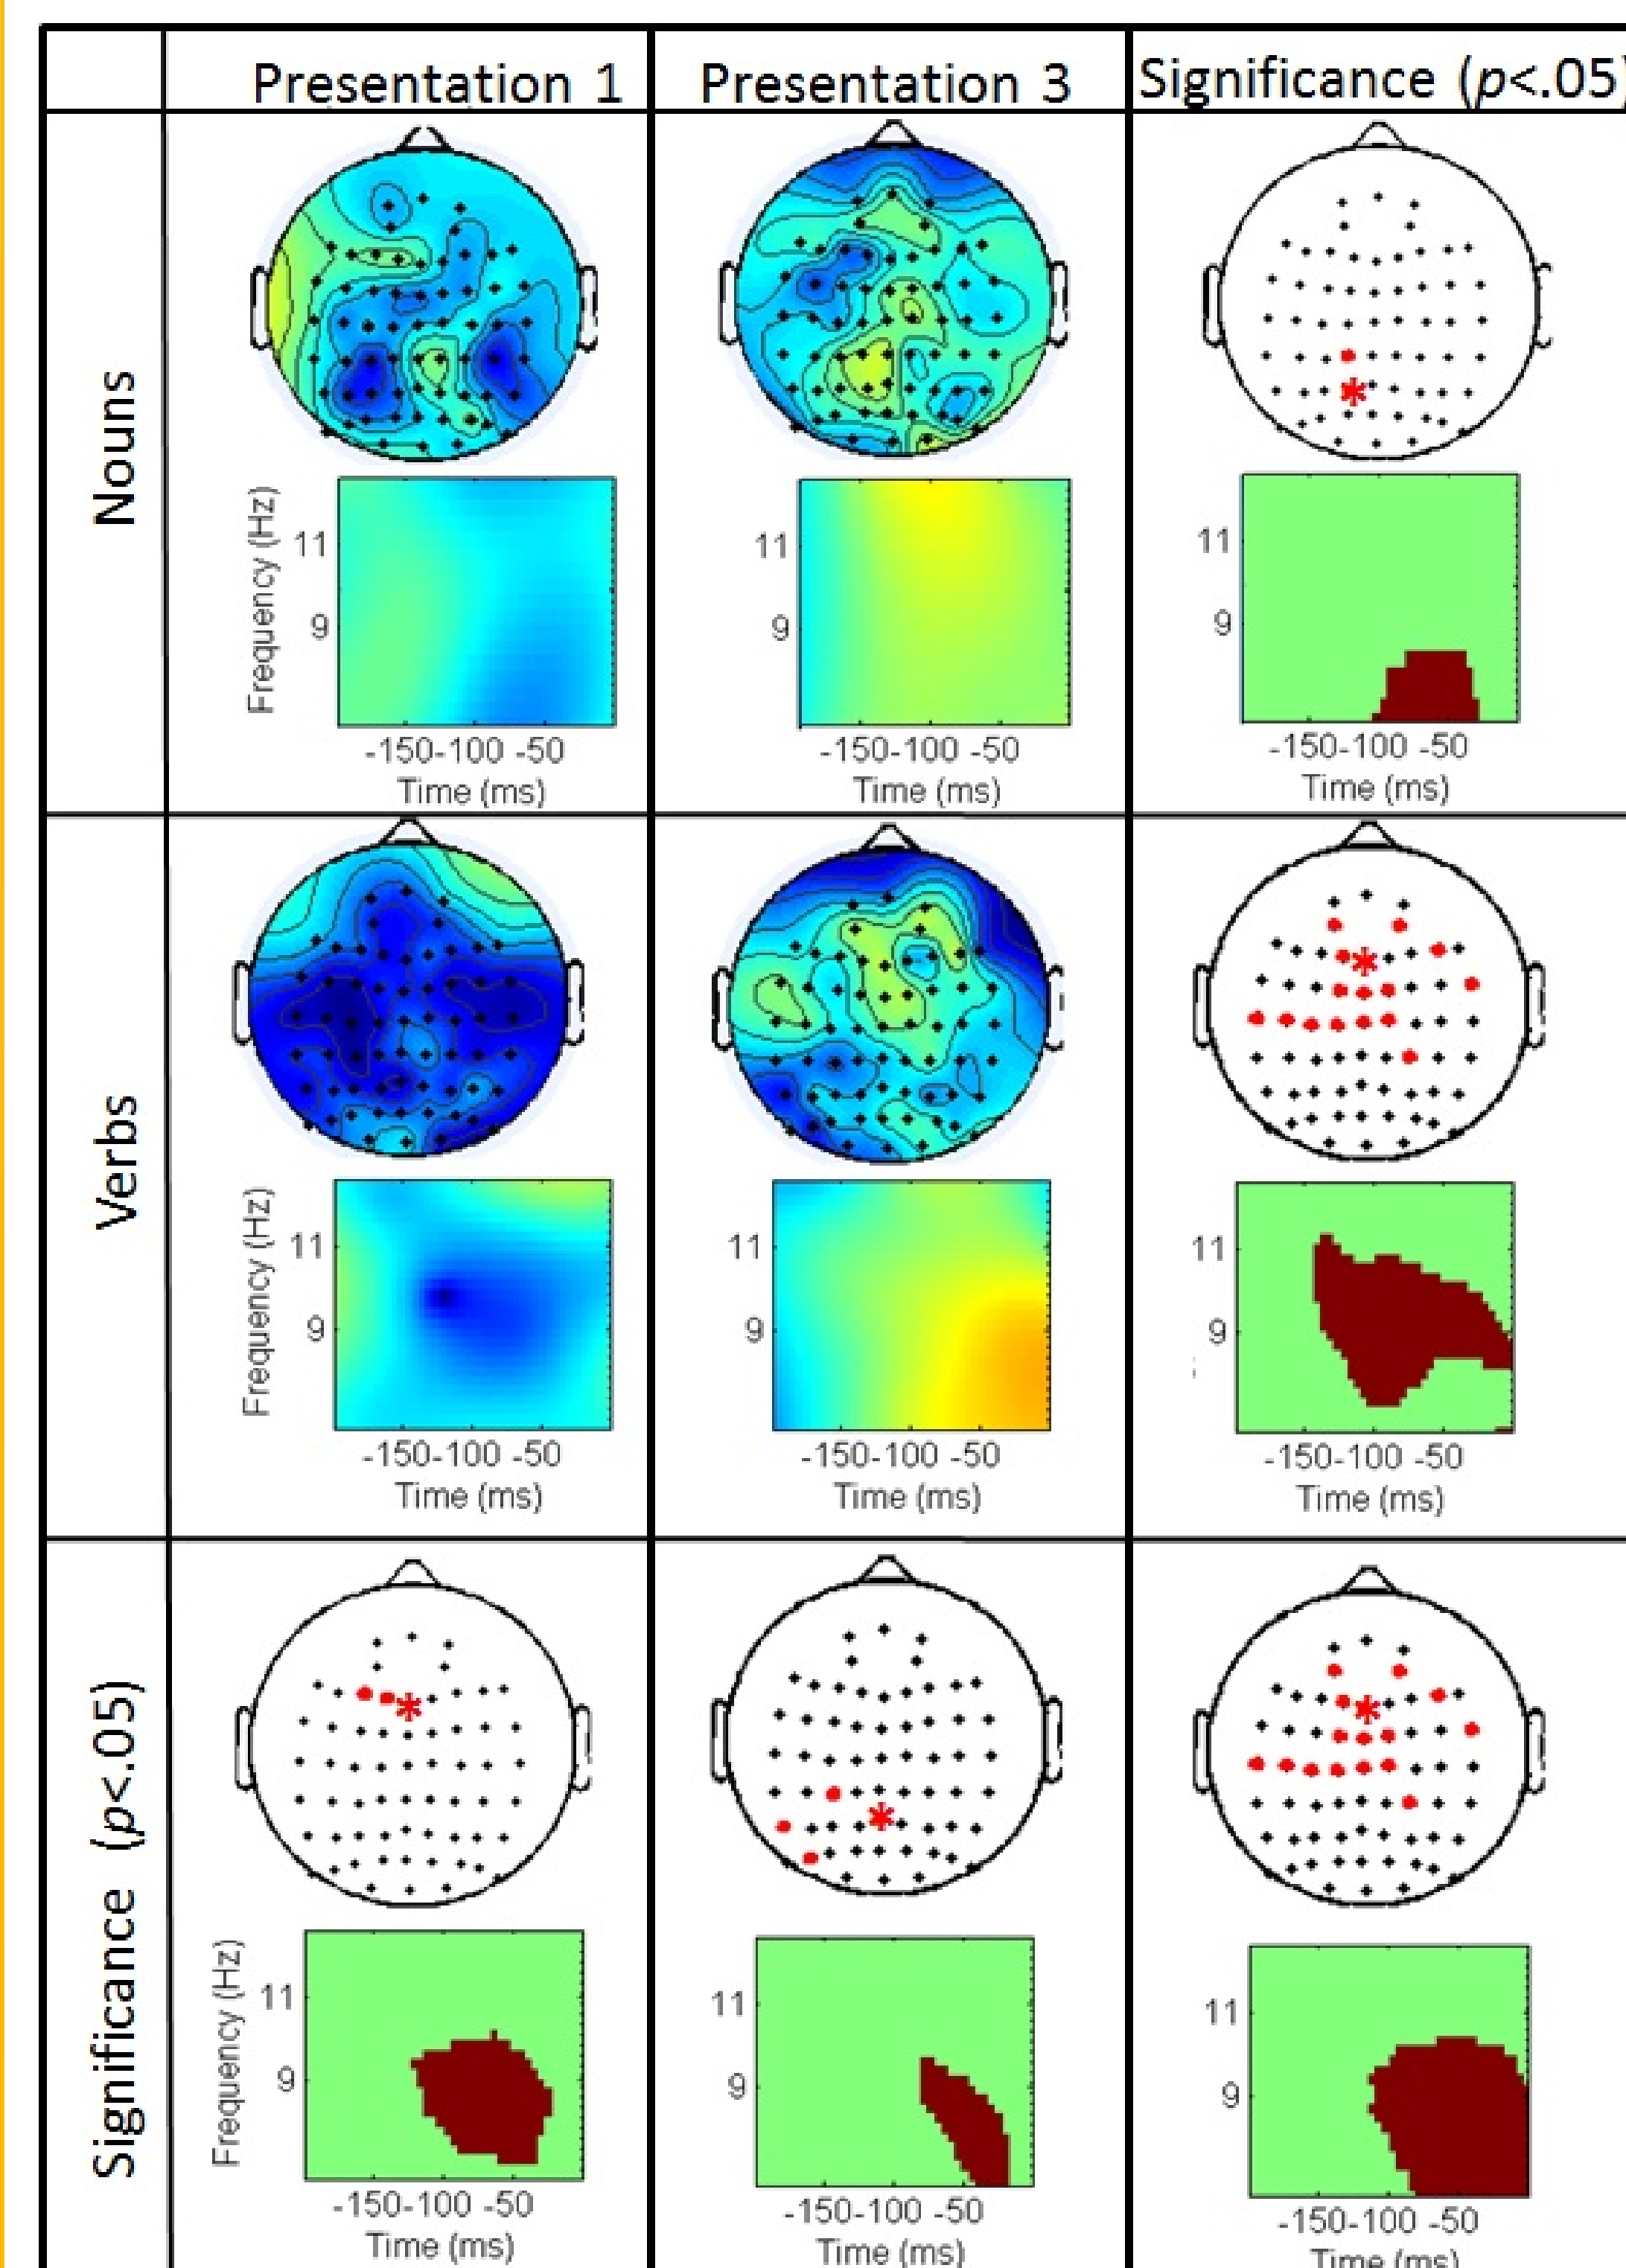 Presentation 1 Presentation 3 Significance (p<.05)
Nouns
Frequency (Hz)
11
9
-150-100 -50
Time (ms)
11
9
-150-100 -50
Time (ms)
11
9
-150-100 -50
Time (ms)
Verbs
Frequency (Hz)
11
9
-150-100 -50
Time (ms)
11
9
-150-100 -50
Time (ms)
11
9
-150-100 -50
Time (ms)
Significance (p<.05)
Frequency (Hz)
11
9
-150-100 -50
Time (ms)
11
9
-150-100 -50
Time (ms)
11
9
-150-100 -50
Time (ms)